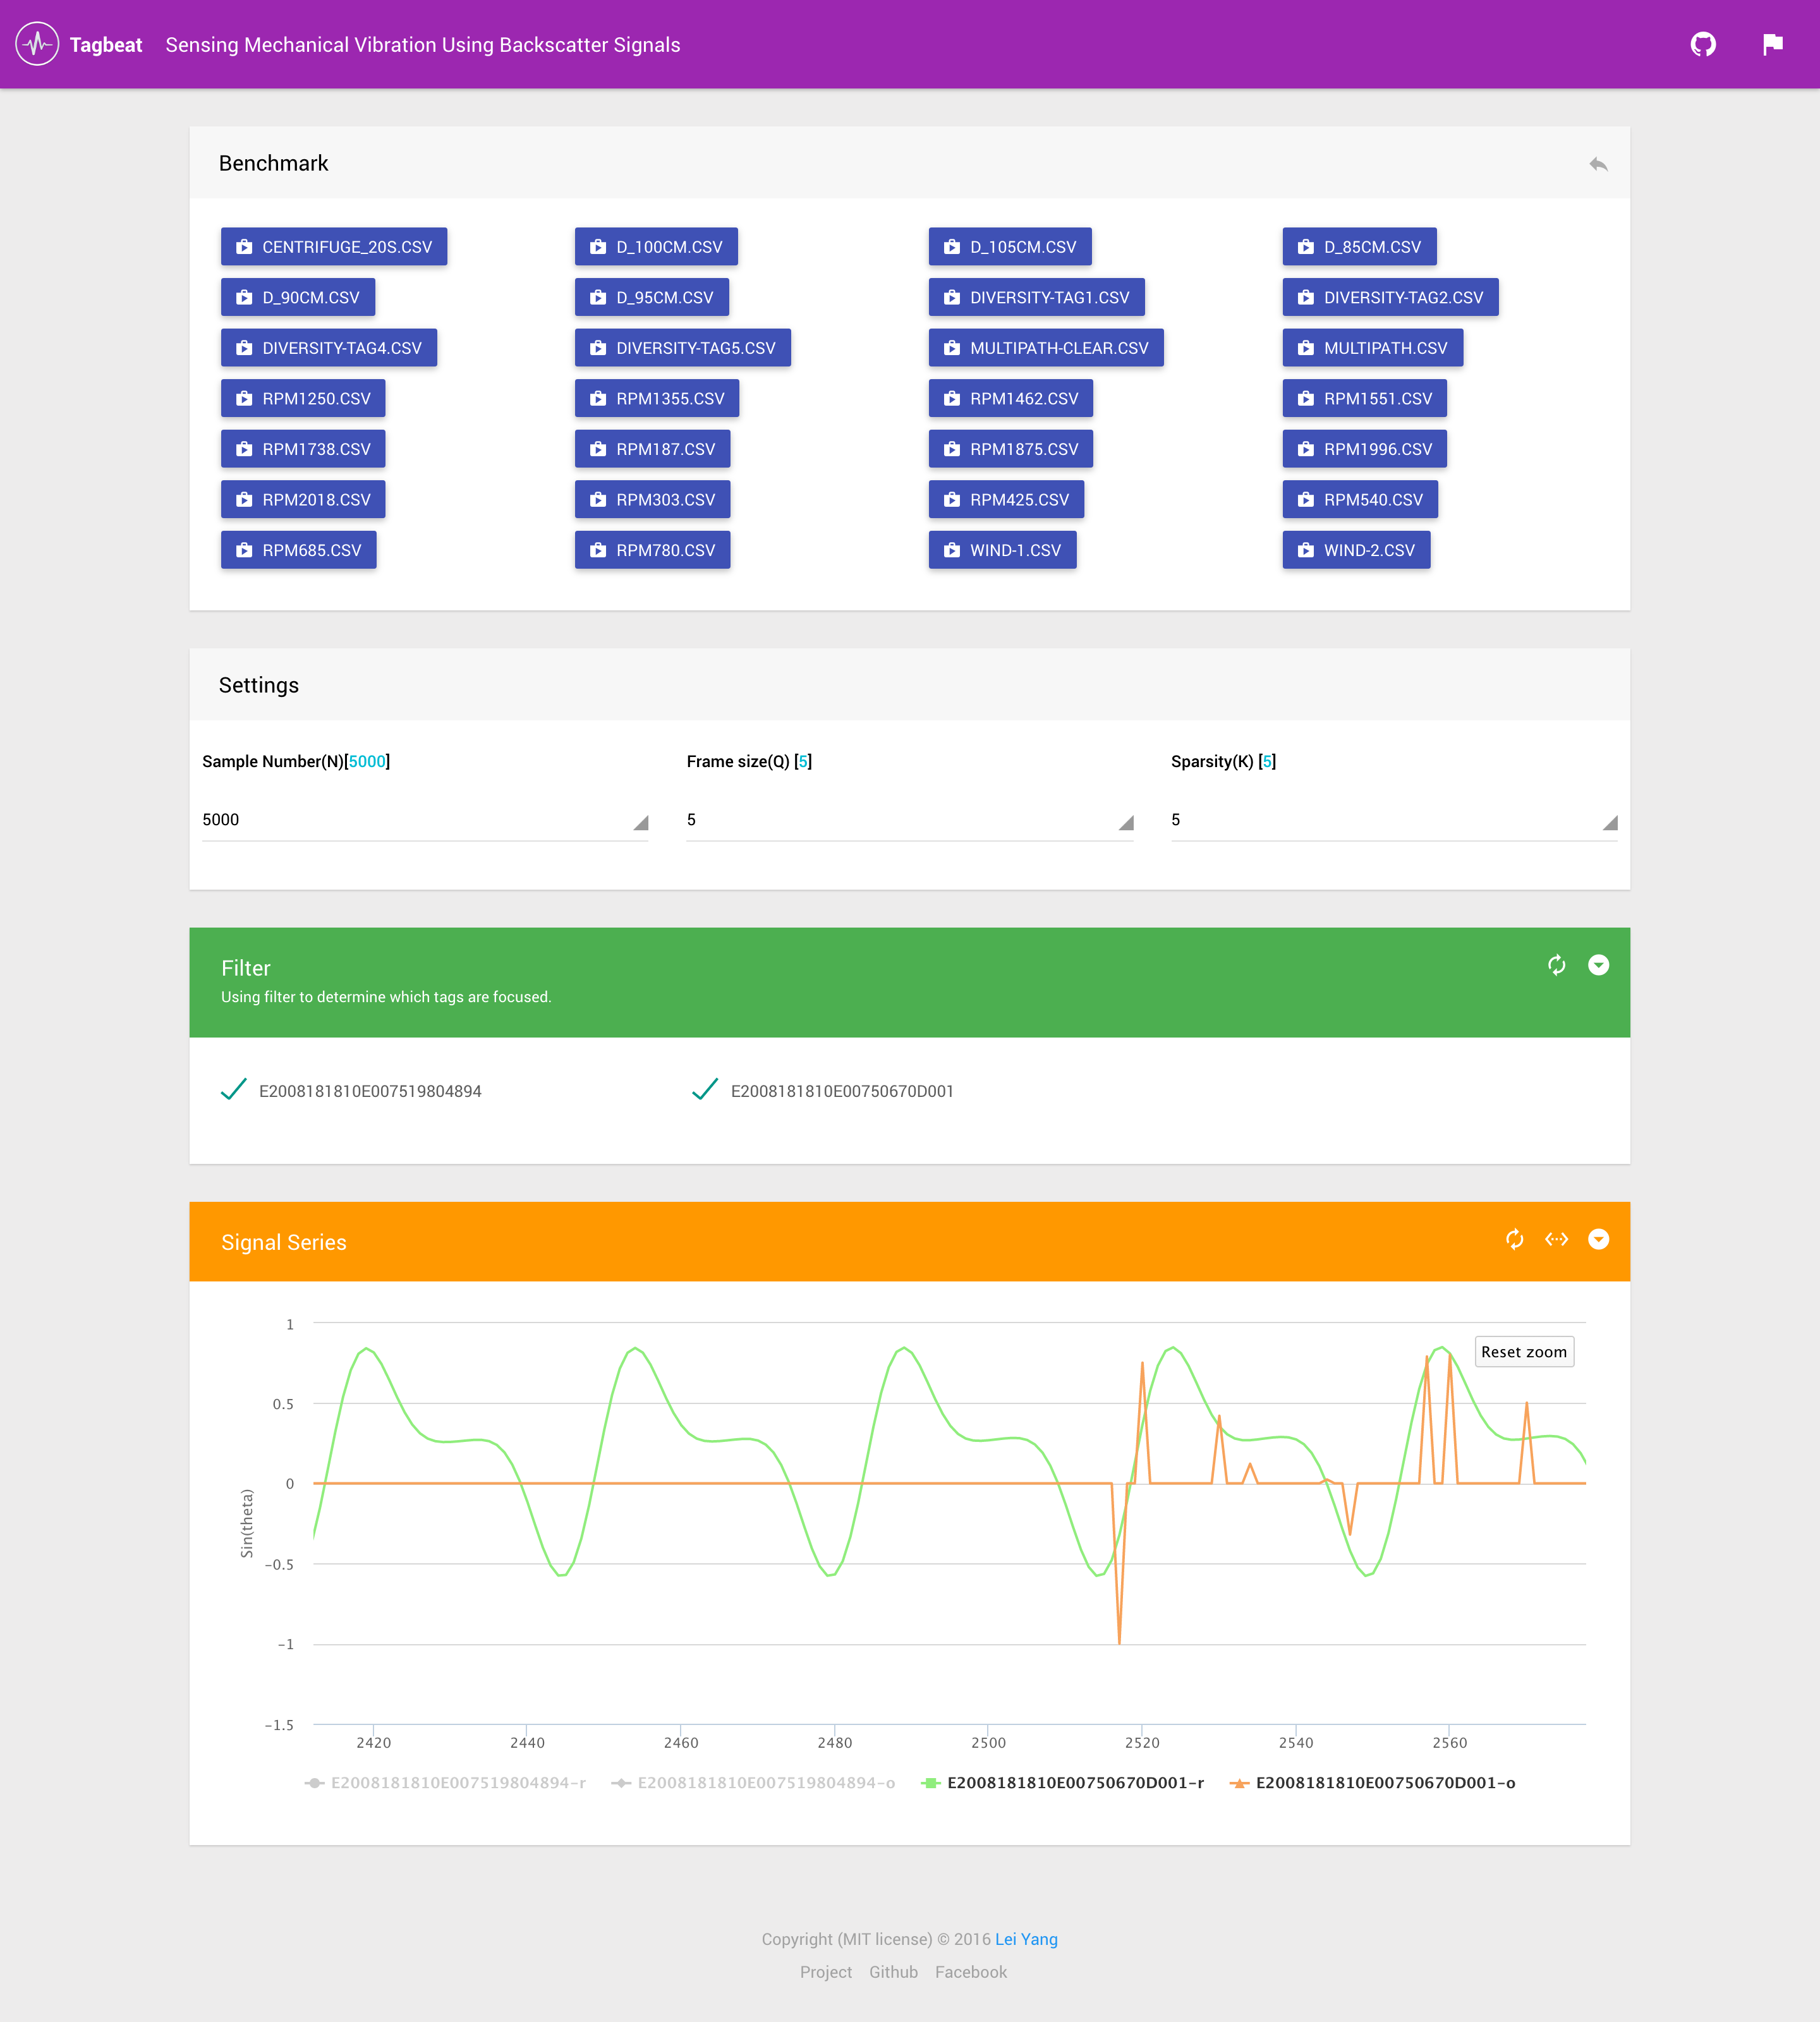 Tagbeat Sensing Mechanical Vibration Using Backscatter Signals
Benchmark
CENTRIFUGE_20S.CSV D_100CM.CSV D_105CM.CSV D_85CM.CSV
D_90CM.CSV D_95CM.CSV DIVERSITY-TAG1.CSV DIVERSITY-TAG2.CSV
DIVERSITY-TAG4.CSV DIVERSITY-TAG5.CSV MULTIPATH-CLEAR.CSV MULTIPATH.CSV
RPM1250.CSV RPM1355.CSV RPM1462.CSV RPM1551.CSV
RPM1738.CSV RPM187.CSV RPM1875.CSV RPM1996.CSV
RPM2018.CSV RPM303.CSV RPM425.CSV RPM540.CSV
RPM685.CSV RPM780.CSV WIND-1.CSV WIND-2.CSV
Settings
Sample Number(N)[5000] Frame size(Q) [5] Sparsity(K) [5]
5000 5 5
Filter
Using filter to determine which tags are focused.
E2008181810E007519804894 E2008181810E00750670D001
Signal Series
1
Reset zoom
0.5
0
Sin(theta)
−0.5
−1
−1.5
2420 2440 2460 2480 2500 2520 2540 2560
E2008181810E007519804894−r E2008181810E007519804894−o E2008181810E00750670D001−r E2008181810E00750670D001−o
Copyright (MIT license) © 2016 Lei Yang
Project Github Facebook